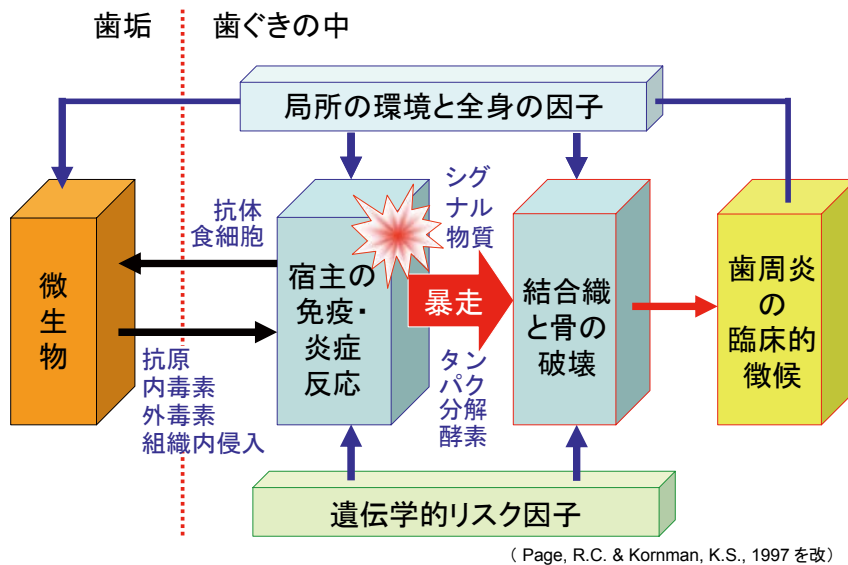 歯垢
歯ぐきの中
局所の環境と全身の因子
抗体
食細胞
シグ
ナル
物質
微
生
物
宿主の
免疫・
炎症
反応
暴走
結合織
と骨の
破壊
歯周炎
の
臨床的
徴候
抗原
内毒素
外毒素
組織内侵入
タン
パク
分解
酵素
遺伝学的リスク因子
( Page, R.C. & Kornman, K.S., 1997 を改)